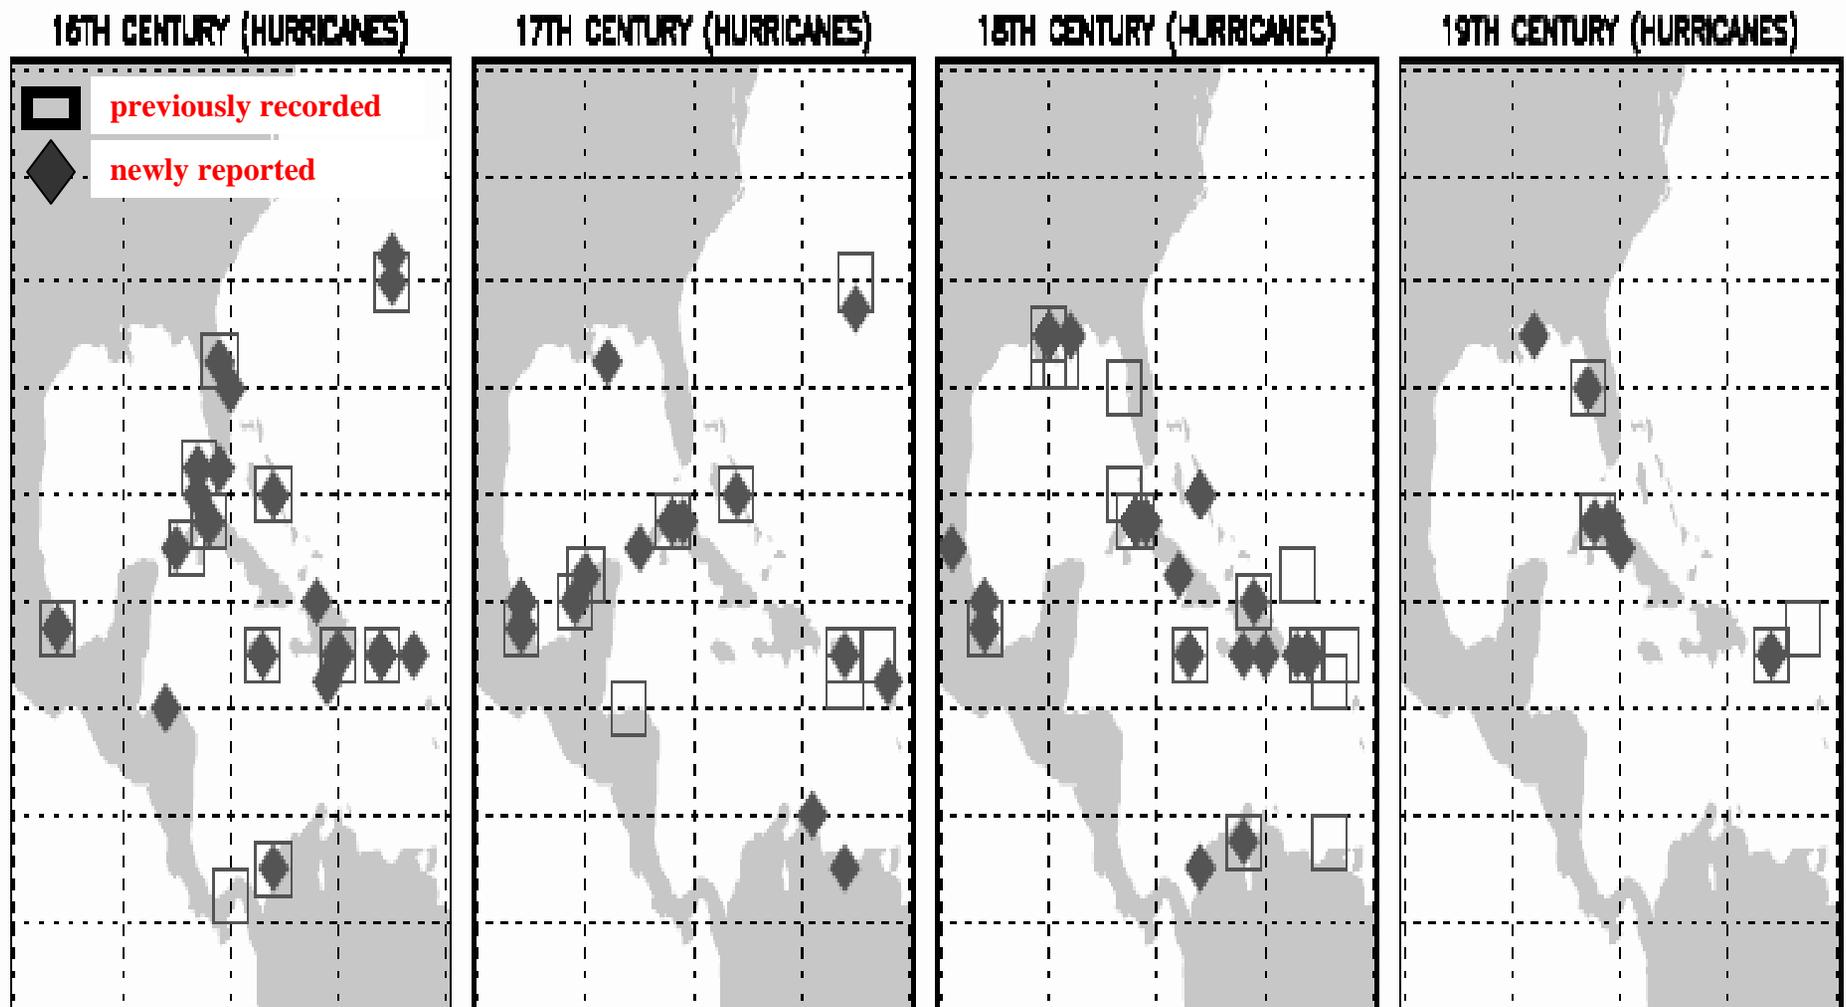 16TH CENTURY (HURRICANES)
17TH CENTURY (HURRICANES)
18TH CENTURY (HURRICANES)
19TH CENTURY (HURRICANES)
previously recorded
newly reported